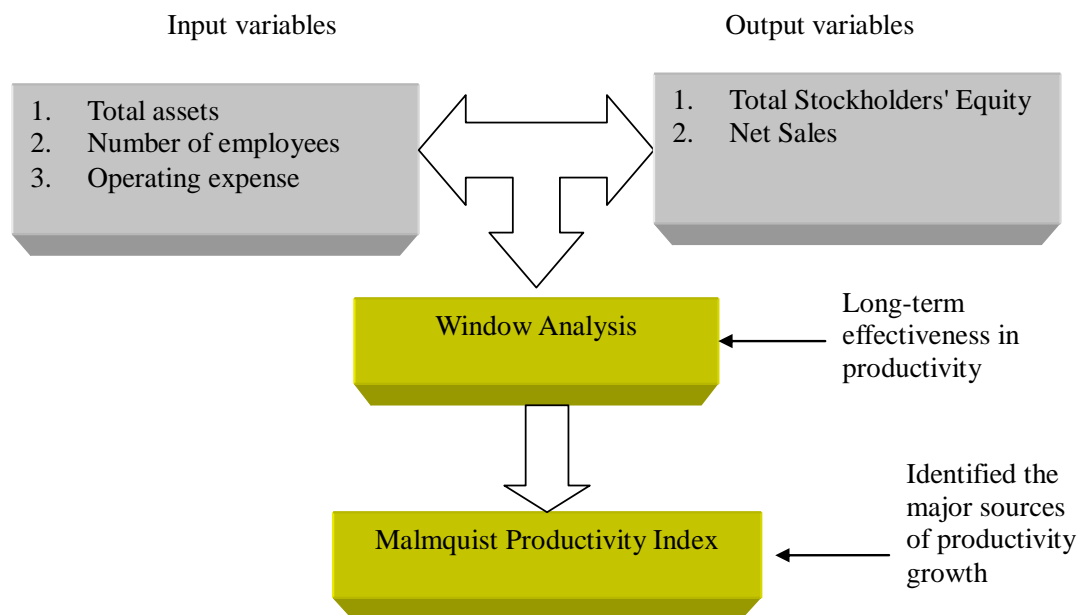 Input variables
Output variables
1. Total assets
2. Number of employees
3. Operating expense
1. Total Stockholders' Equity
2. Net Sales
Window Analysis
Long-term
effectiveness in
productivity
Malmquist Productivity Index
Identified the
major sources
of productivity
growth